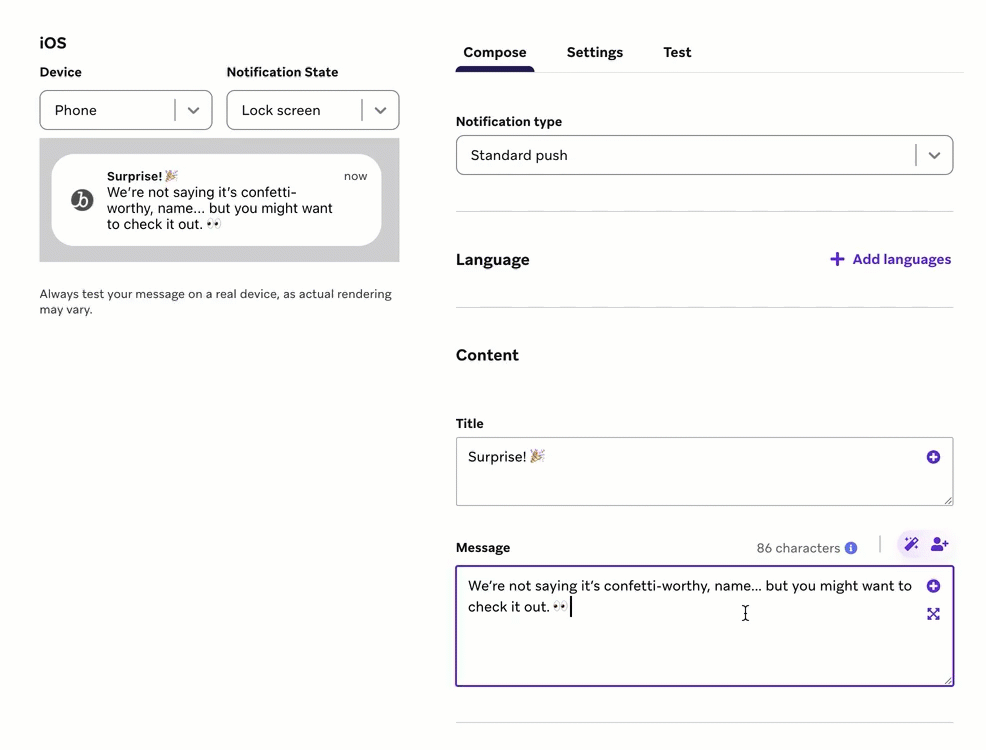 iOS
Device
Notification State
Phone
Lock screen
Surprise! 🎉
now
We’re not saying it’s confetti-
worthy, name... but you might want
to check it out. 👀
Always test your message on a real device, as actual rendering
may vary.
Compose
Settings
Test
Notification type
Standard push
Language
Add languages
Content
Title
Surprise! 🎉
Message
86 characters
We’re not saying it’s confetti-worthy, name... but you might want to
check it out. 👀